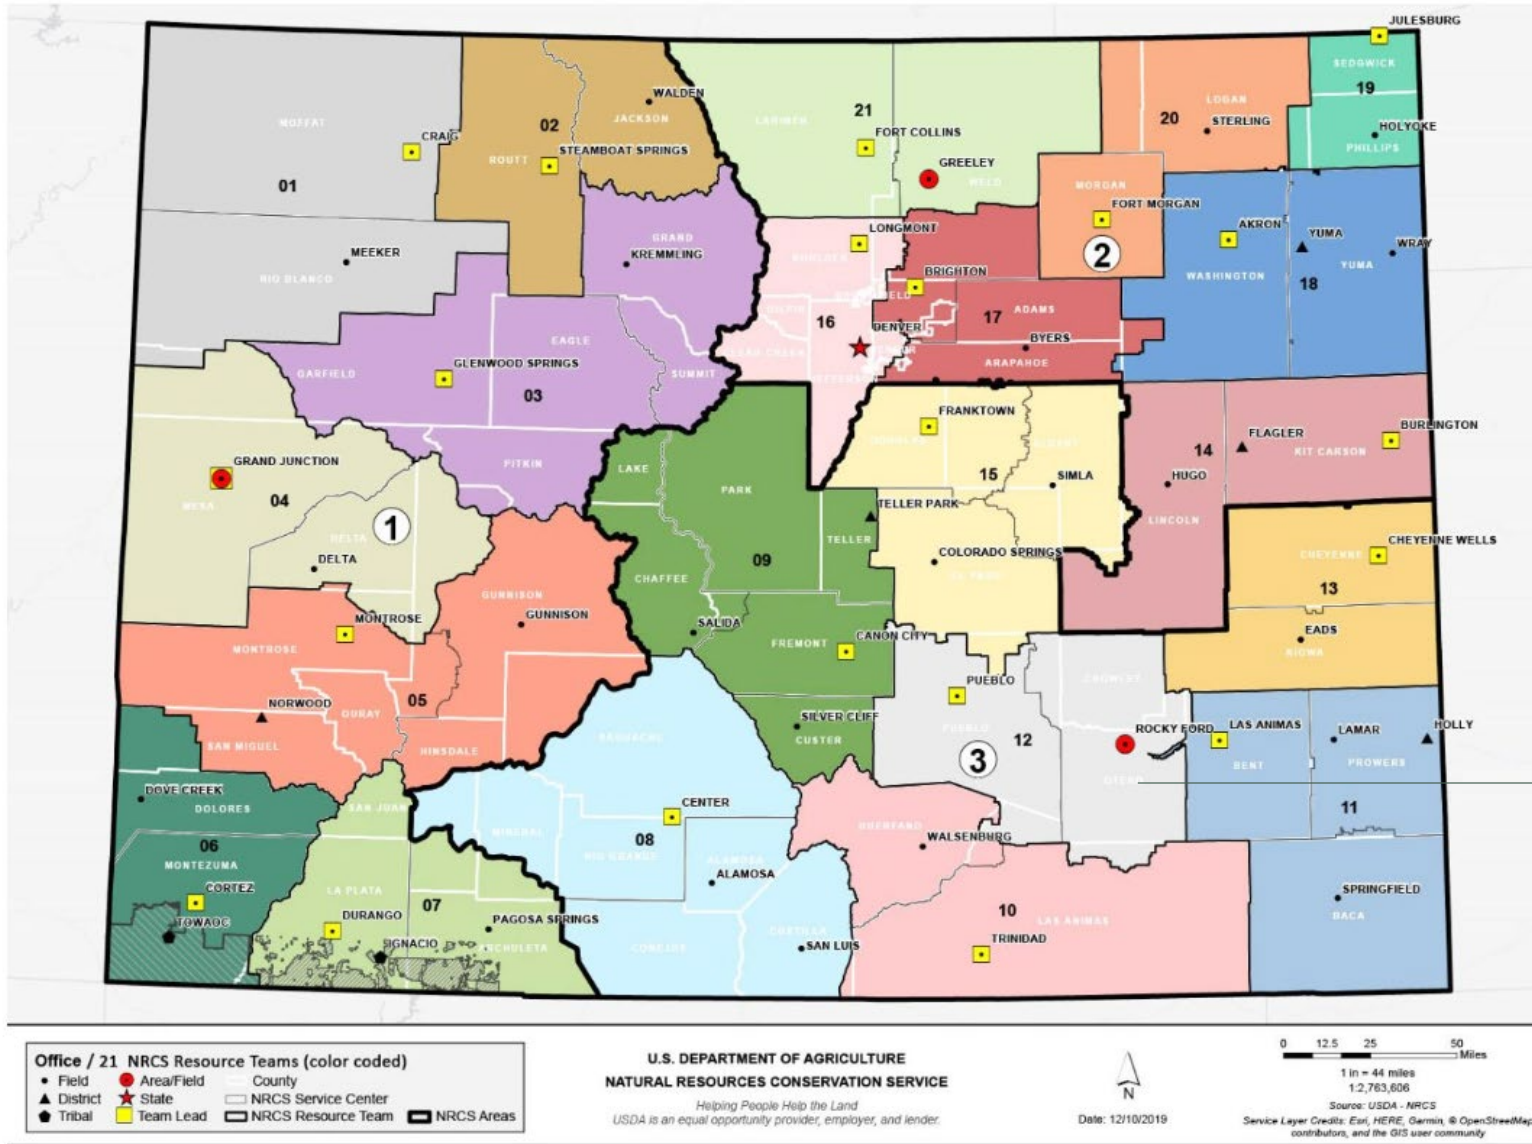 JULESBURG
SEDGWICK
19
HOLYOKE
PHILLIPS
LOGAN
20
STERLING
MORGAN
FORT MORGAN
2
WALDEN
JACKSON
02
ROUTT
STEAMBOAT SPRINGS
MOFFAT
CRAIG
01
MEEKER
RIO BLANCO
LARIMER
21
FORT COLLINS
GREELEY
WELD
GRAND
KREMMLING
LONGMONT
BOULDER
BRIGHTON
AKRON
WASHINGTON
YUMA
WRAY
YUMA
18
GILPIN
16
DENVER
CLEAR CREEK
17
ADAMS
BYERS
ARAPAHOE
EAGLE
GARFIELD
GLENWOOD SPRINGS
SUMMIT
03
PITKIN
GRAND JUNCTION
MESA
04
1
DELTA
DELTA
LAKE
PARK
FRANKTOWN
DOUGLAS
ELBERT
15
SIMLA
14
FLAGLER
BURLINGTON
KIT CARSON
HUGO
LINCOLN
TELLER PARK
TELLER
COLORADO SPRINGS
EL PASO
CHEYENNE WELLS
CHEYENNE
13
EADS
KIOWA
09
CHAFFEE
SALIDA
FREMONT
CANON CITY
GUNNISON
GUNNISON
MONTROSE
MONTROSE
NORWOOD
05
OURAY
SAN MIGUEL
HINSDALE
PUEBLO
PUEBLO
CROWLEY
12
3
ROCKY FORD
OTERO
LAS ANIMAS
BENT
LAMAR
HOLLY
PROWERS
11
SILVER CLIFF
CUSTER
SAGUACHE
DOVE CREEK
DOLORES
SAN JUAN
CENTER
MINERAL
08
RIO GRANDE
ALAMOSA
ALAMOSA
HUERFANO
WALSENBURG
06
MONTEZUMA
CORTEZ
TOWAOC
LA PLATA
DURANGO
07
IGNACIO
PAGOSA SPRINGS
ARCHULETA
CONEJOS
COSTILLA
SAN LUIS
10
LAS ANIMAS
TRINIDAD
SPRINGFIELD
BACA
Office / 21 NRCS Resource Teams (color coded)
Field Area/Field County
District State NRCS Service Center
Tribal Team Lead NRCS Resource Team NRCS Areas
U.S. DEPARTMENT OF AGRICULTURE
NATURAL RESOURCES CONSERVATION SERVICE
Helping People Help the Land
USDA is an equal opportunity provider, employer, and lender.
N
Date: 12/10/2019
0 12.5 25 50
Miles
1 in = 44 miles
1:2,763,606
Source: USDA - NRCS
Service Layer Credits: Esri, HERE, Garmin, © OpenStreetMap
contributors, and the GIS user community